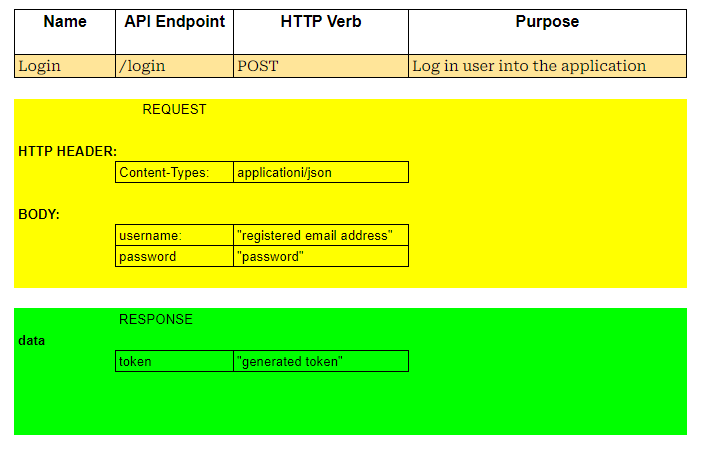 Name API Endpoint HTTP Verb Purpose
Login /login POST Log in user into the application
REQUEST
HTTP HEADER:
Content-Types: applicationi/json
BODY:
username: "registered email address"
password "password"
RESPONSE
data
token "generated token"